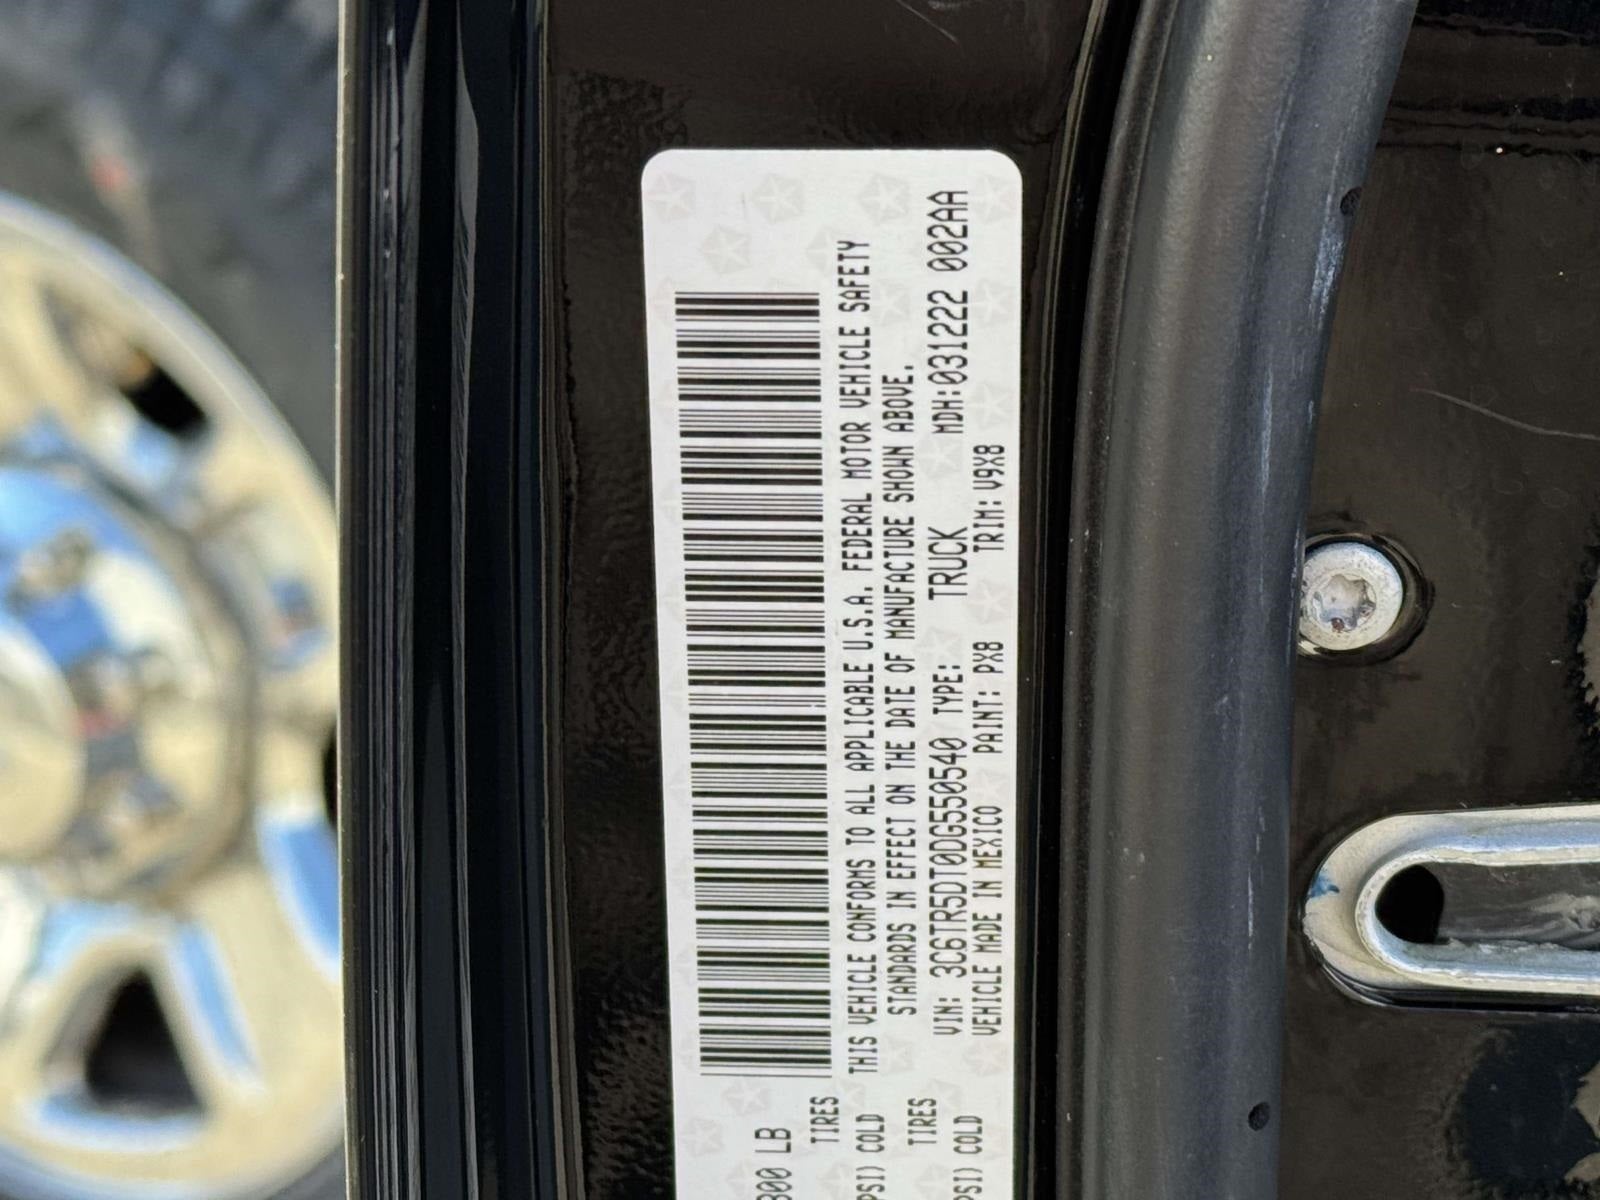 300 LB
TIRES
PSI) COLD
TIRES
PSI) COLD
THIS VEHICLE CONFORMS TO ALL APPLICABLE U.S.A. FEDERAL MOTOR VEHICLE SAFETY
STANDARDS IN EFFECT ON THE DATE OF MANUFACTURE SHOWN ABOVE.
VIN: 3C6TR5DT0DG550540 TYPE: TRUCK MDH:031222 002AA
VEHICLE MADE IN MEXICO PAINT: PX8 TRIM: V9X8